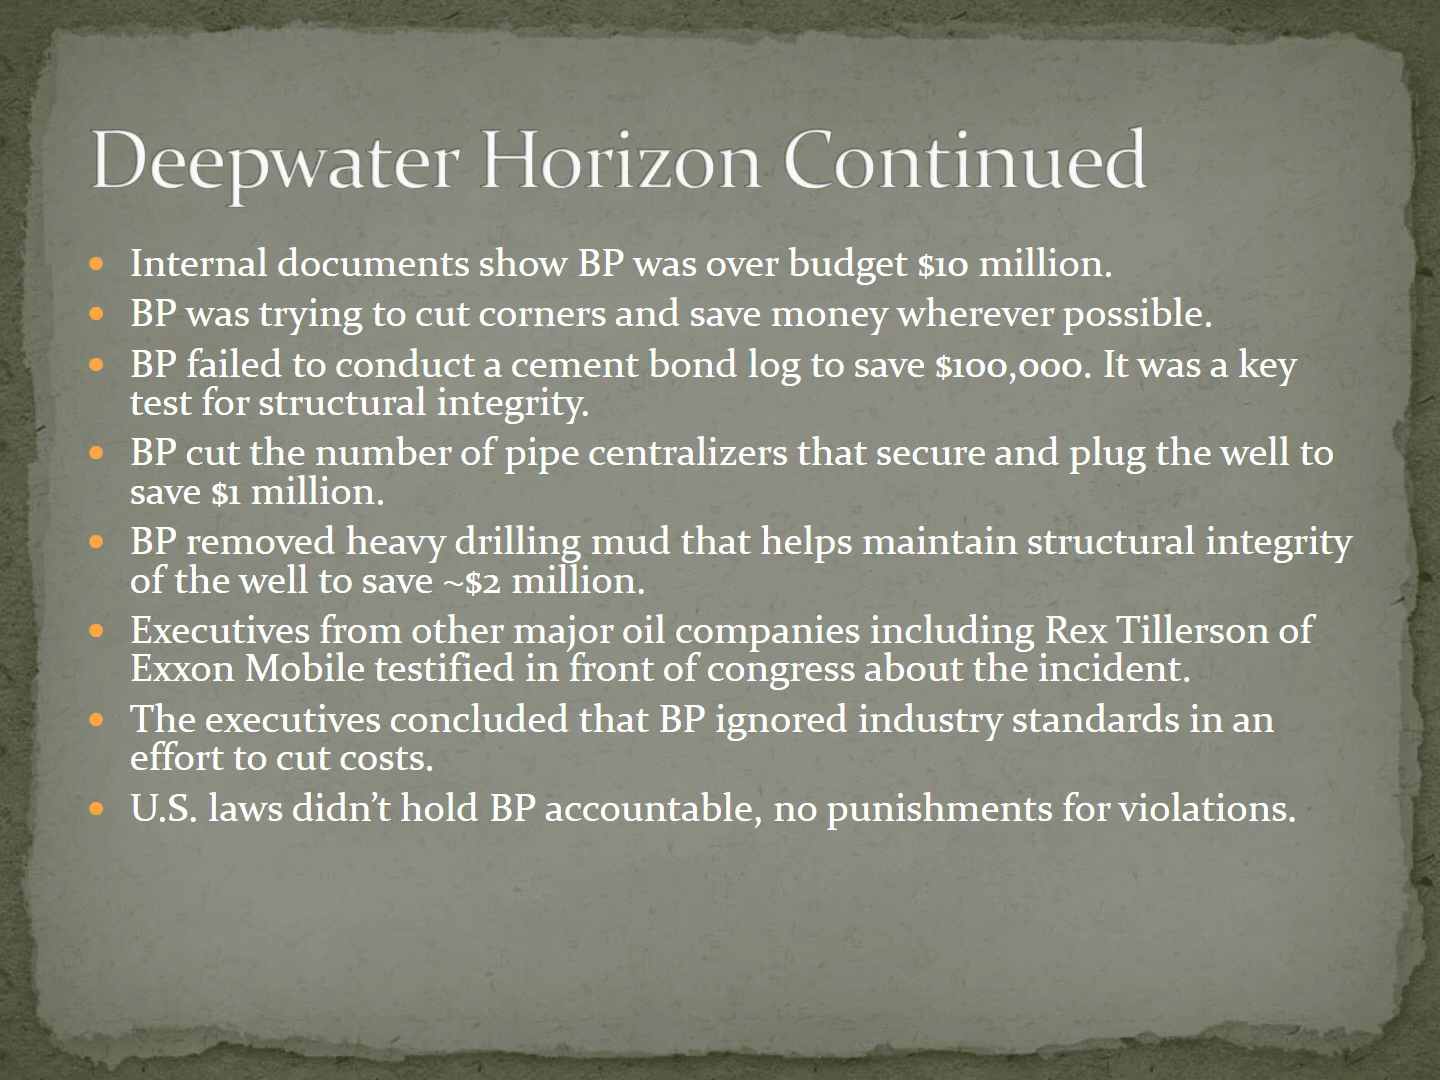 Deepwater Horizon Continued
• Internal documents show BP was over budget $10 million.
• BP was trying to cut corners and save money wherever possible.
• BP failed to conduct a cement bond log to save $100,000. It was a key
test for structural integrity.
• BP cut the number of pipe centralizers that secure and plug the well to
save $1 million.
• BP removed heavy drilling mud that helps maintain structural integrity
of the well to save ~$2 million.
• Executives from other major oil companies including Rex Tillerson of
Exxon Mobile testified in front of congress about the incident.
• The executives concluded that BP ignored industry standards in an
effort to cut costs.
• U.S. laws didn’t hold BP accountable, no punishments for violations.